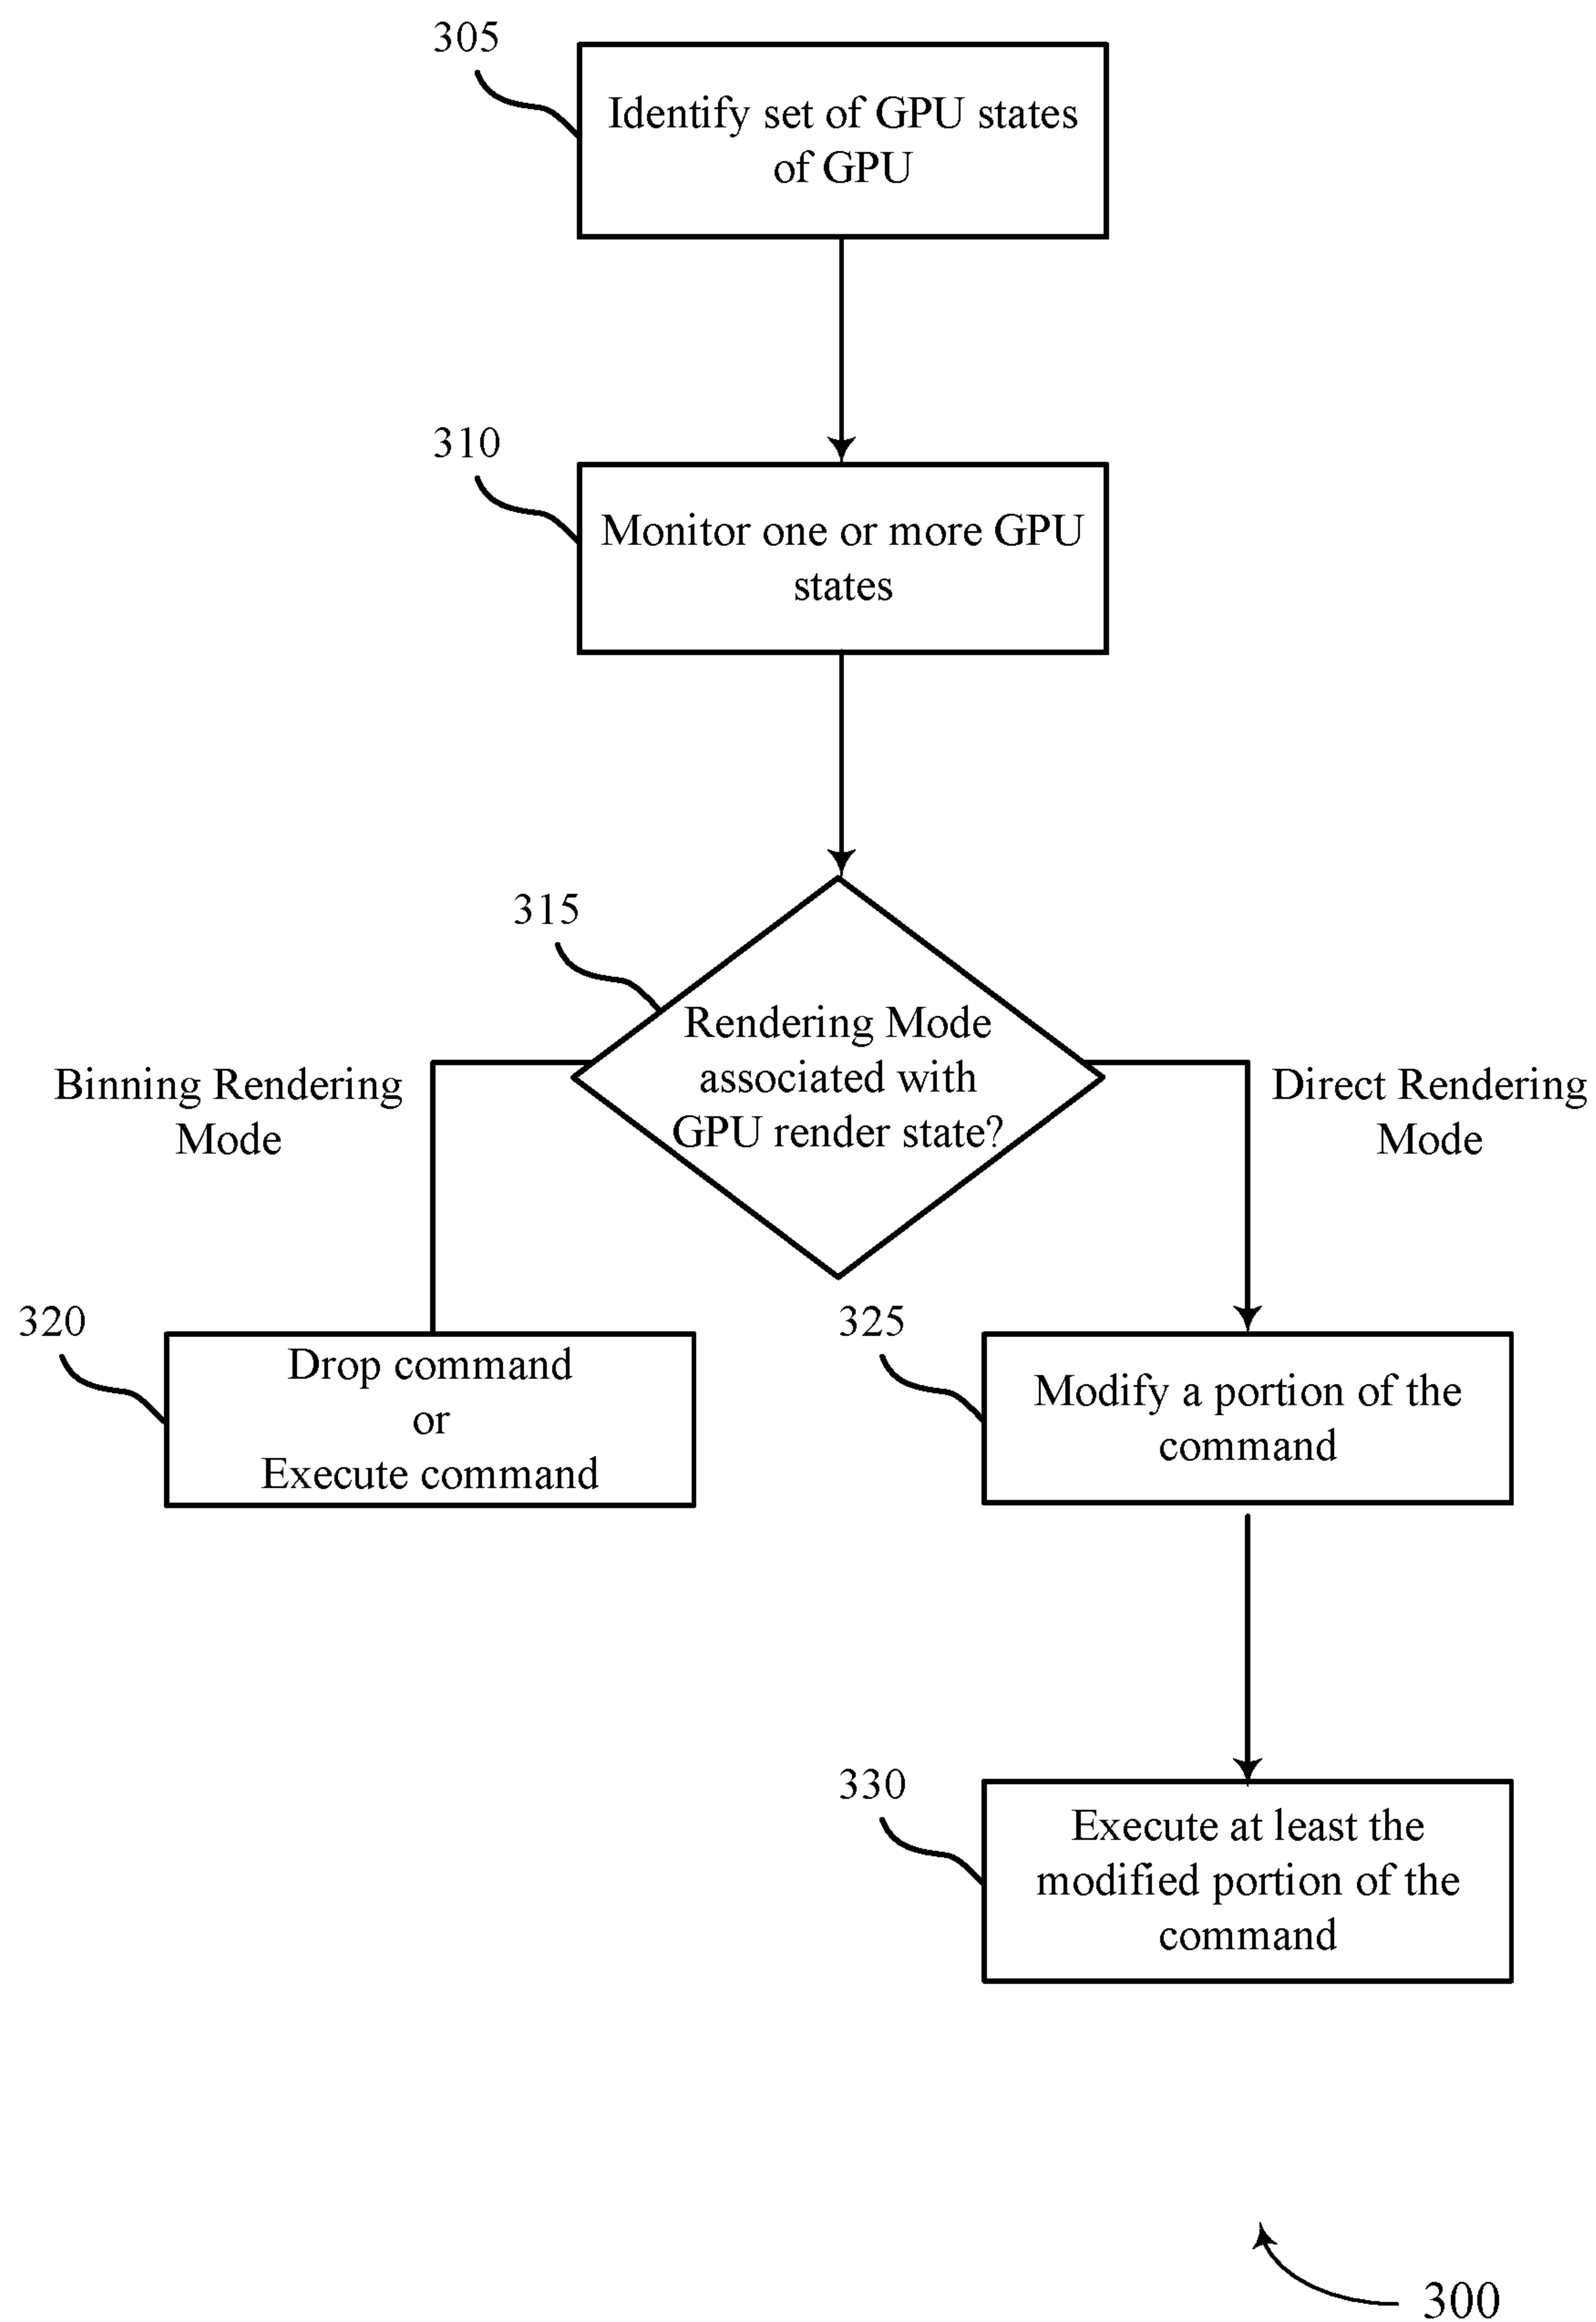 305
Identify set of GPU states
of GPU
310
Monitor one or more GPU
states
315
Rendering Mode
associated with
GPU render state?
Binning Rendering
Mode
Direct Rendering
Mode
320
Drop command
or
Execute command
325
Modify a portion of the
command
330
Execute at least the
modified portion of the
command
300